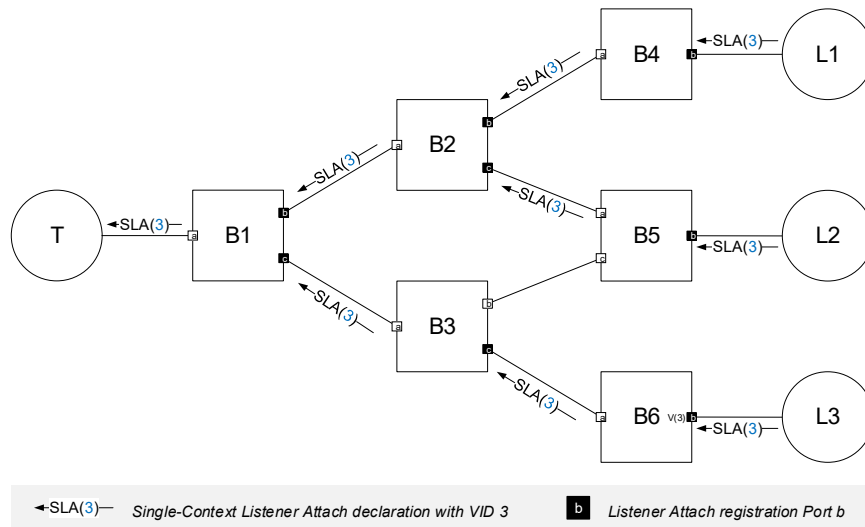 SLA(3)
B4
a
b
L1
SLA(3)
B2
a
b
c
SLA(3)
SLA(3)
T
SLA(3)
B1
a
b
c
B5
a
c
b
L2
SLA(3)
SLA(3)
B3
a
b
c
SLA(3)
B6
a
V(3)
b
L3
SLA(3)
SLA(3) Single-Context Listener Attach declaration with VID 3 b Listener Attach registration Port b